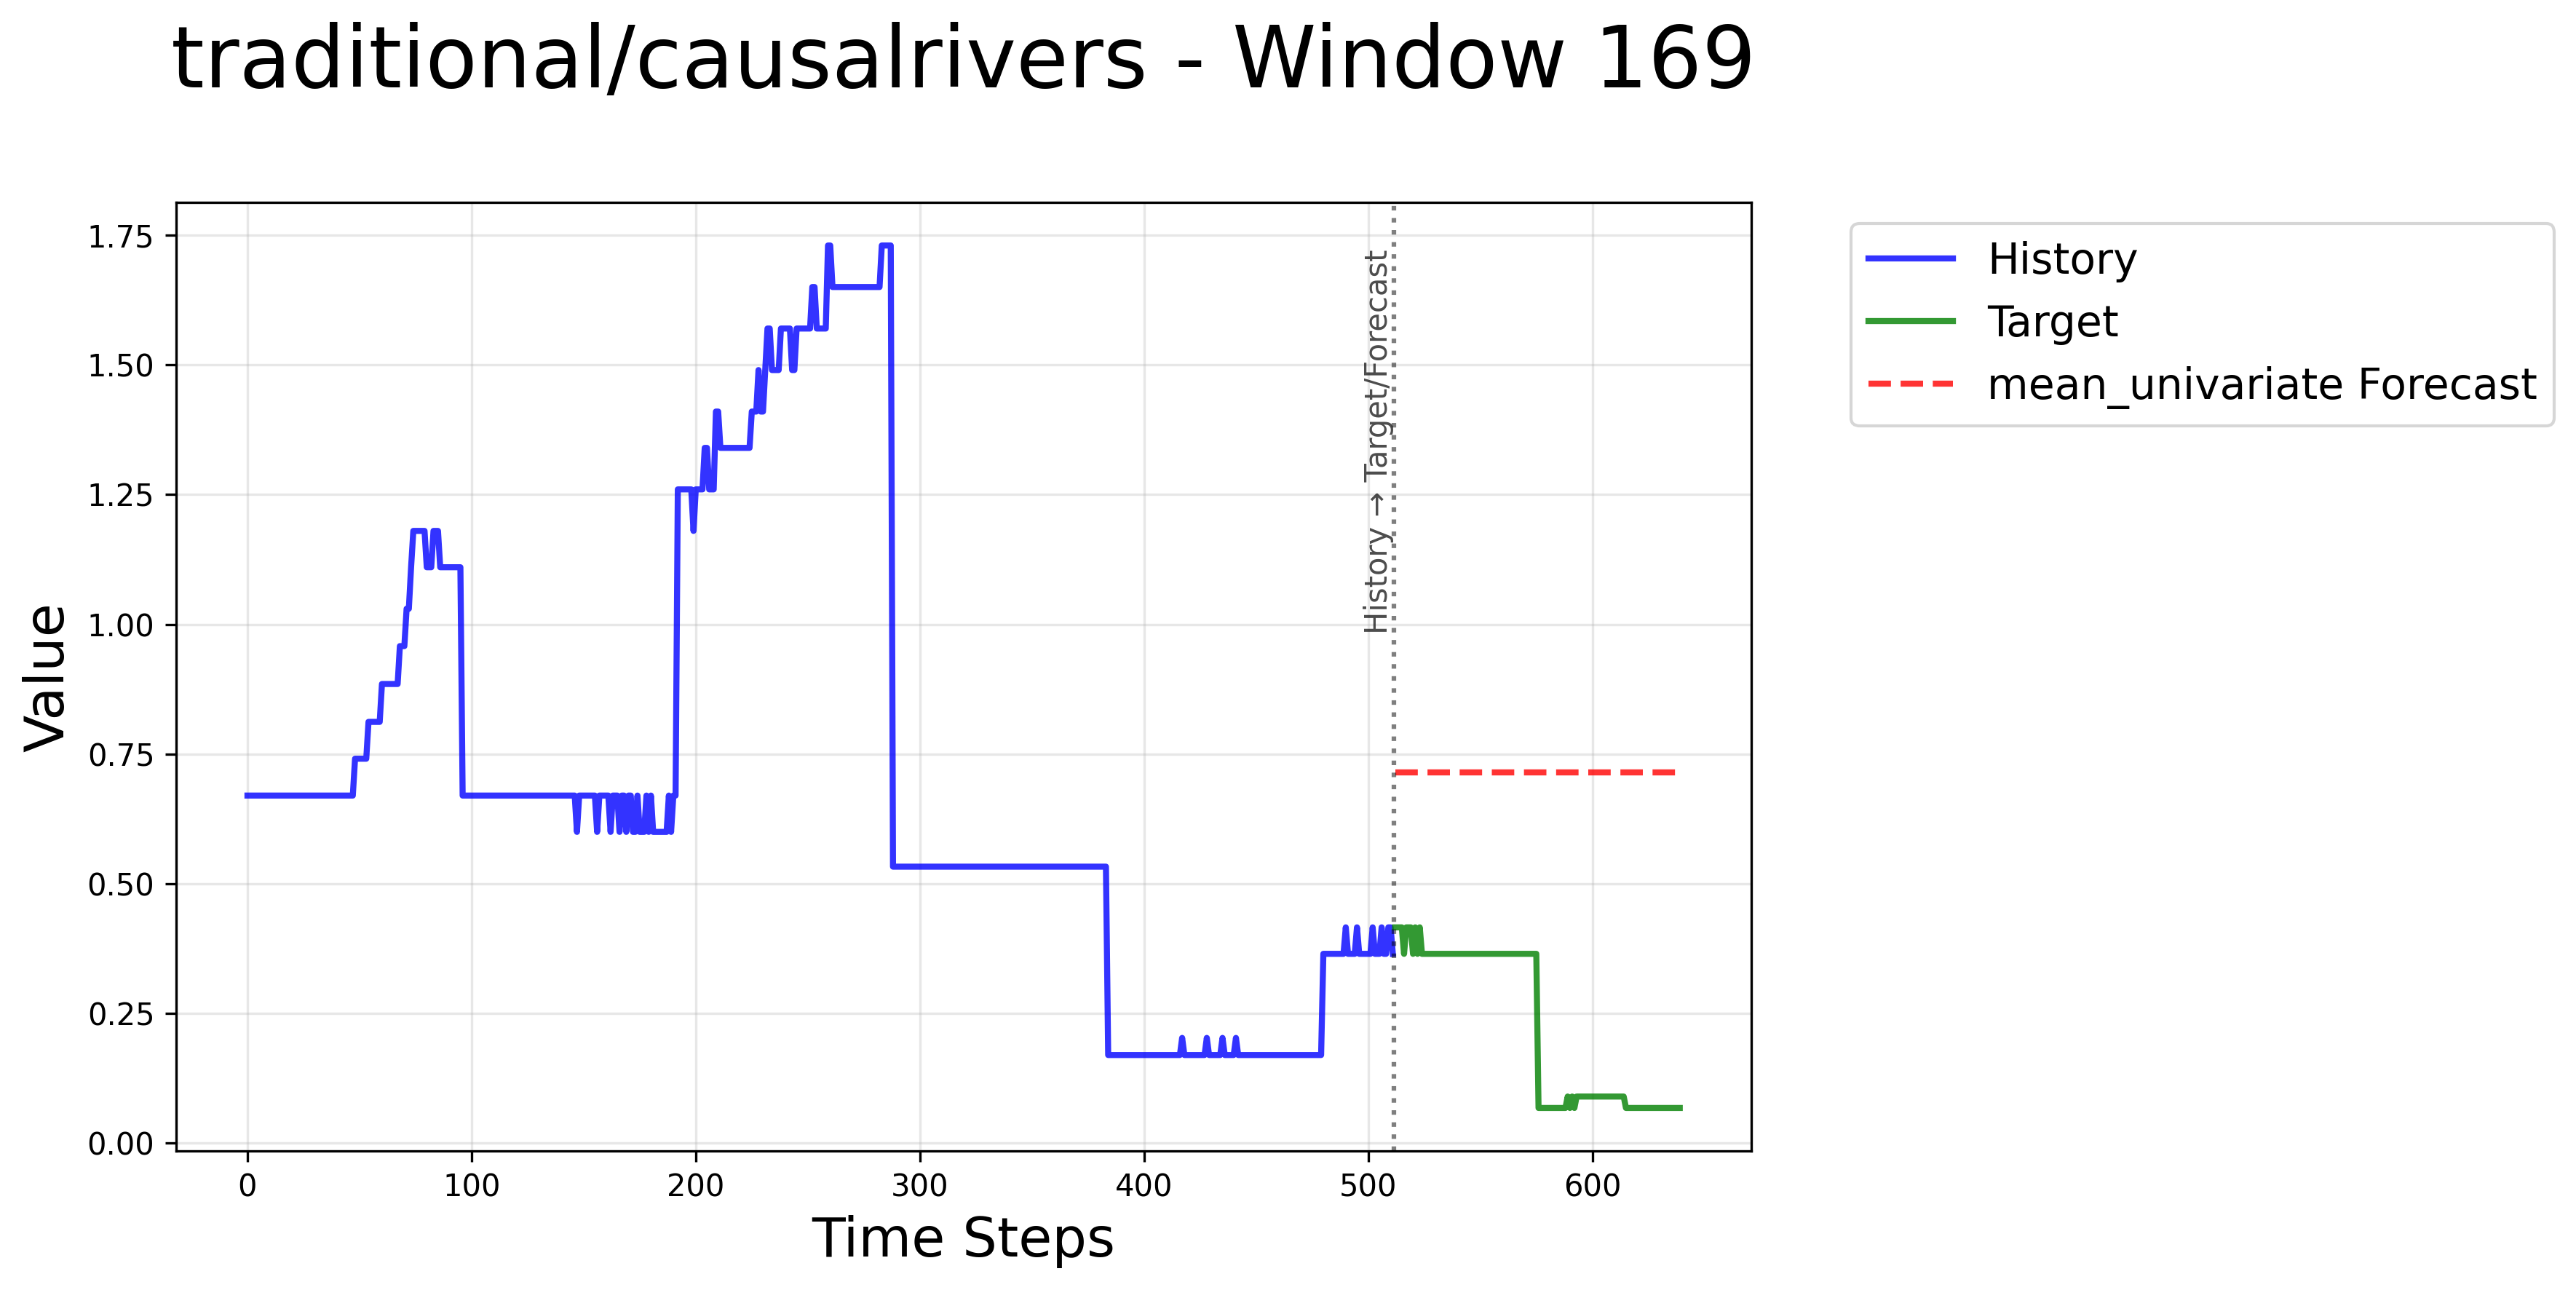 traditional/causalrivers - Window 169
History
Target
mean_univariate Forecast
History → Target/Forecast
Value
1.75
1.50
1.25
1.00
0.75
0.50
0.25
0.00
0 100 200 300 400 500 600
Time Steps